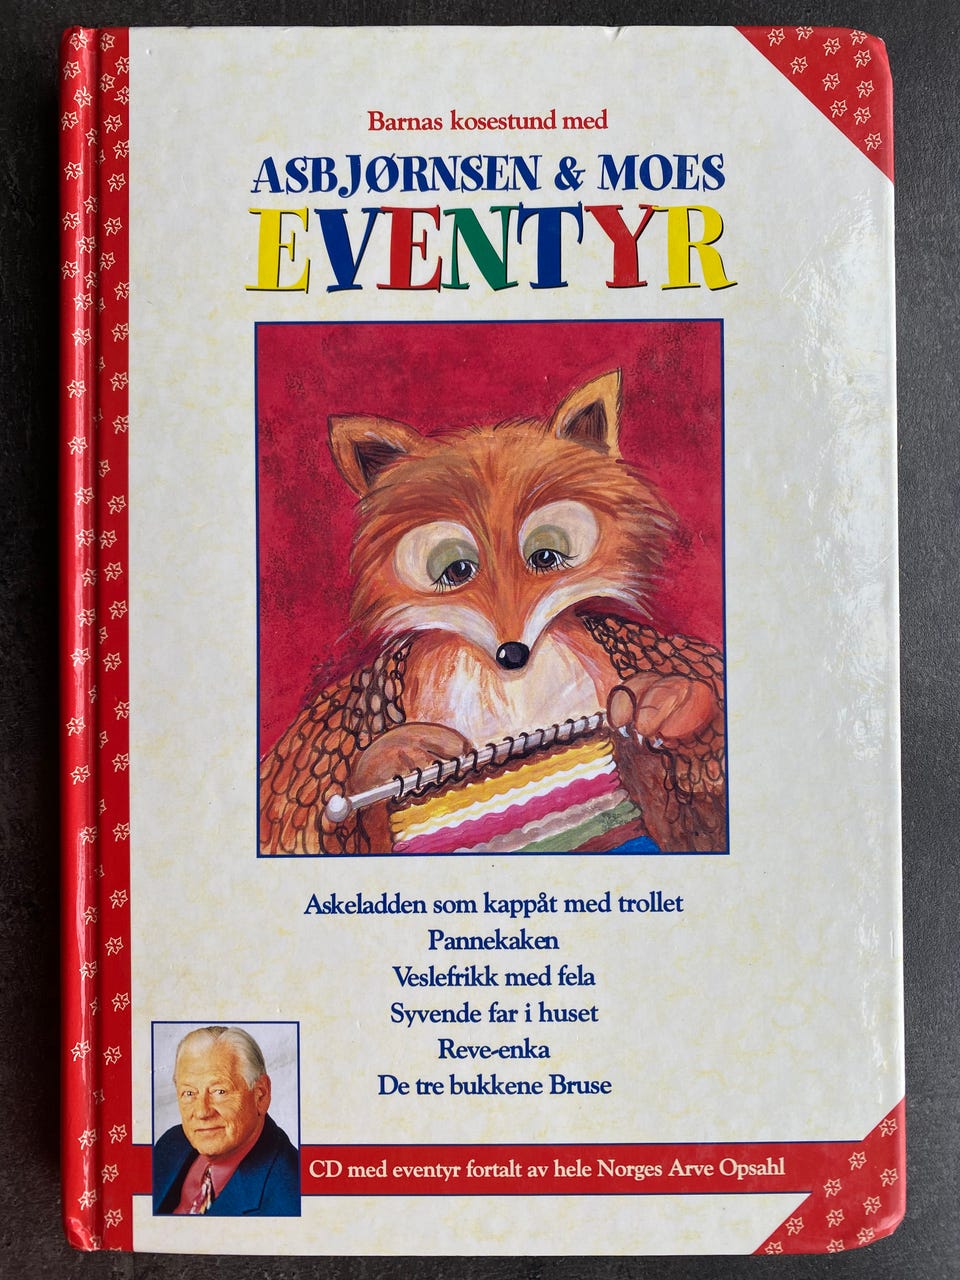 Barnas kosestund med
ASBJØRNSEN & MOES
EVENTYR
Askeladden som kappåt med trollet
Pannekaken
Veslefrikk med fela
Syvende far i huset
Reve-enka
De tre bukkene Bruse
CD med eventyr fortalt av hele Norges Arve Opsahl